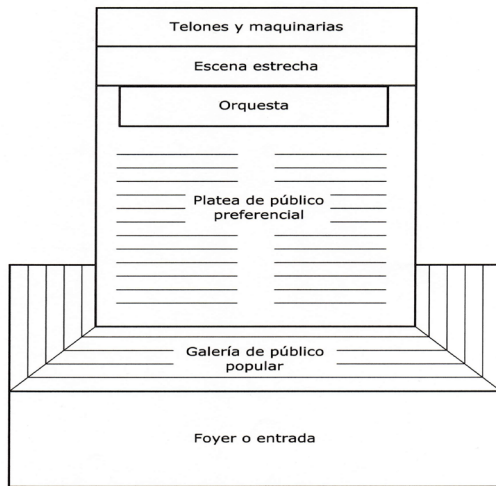 Telones y maquinarias
Escena estrecha
Orquesta
Platea de público
preferencial
Galería de público
popular
Foyer o entrada